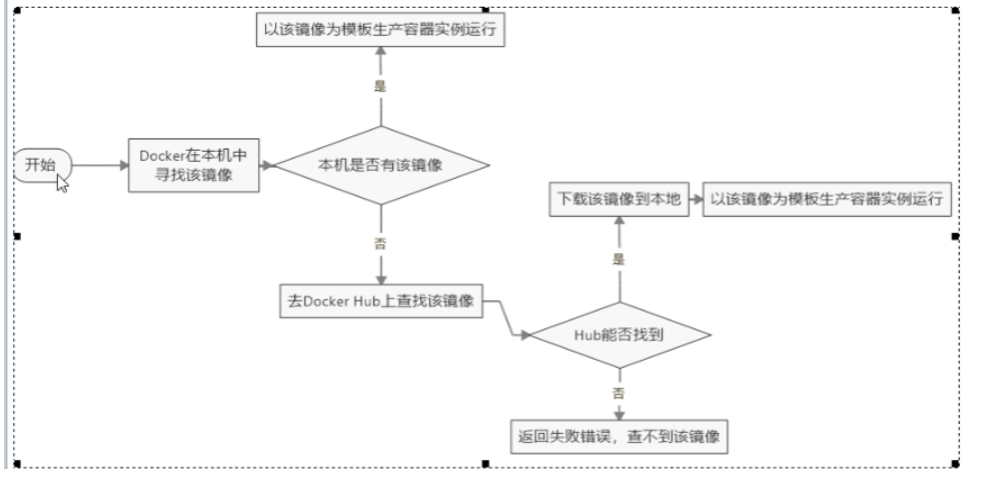 以该镜像为模板生产容器实例运行
是
开始
Docker在本机中
寻找该镜像
本机是否有该镜像
否
下载该镜像到本地
以该镜像为模板生产容器实例运行
是
去Docker Hub上查找该镜像
Hub能否找到
否
返回失败错误，查不到该镜像